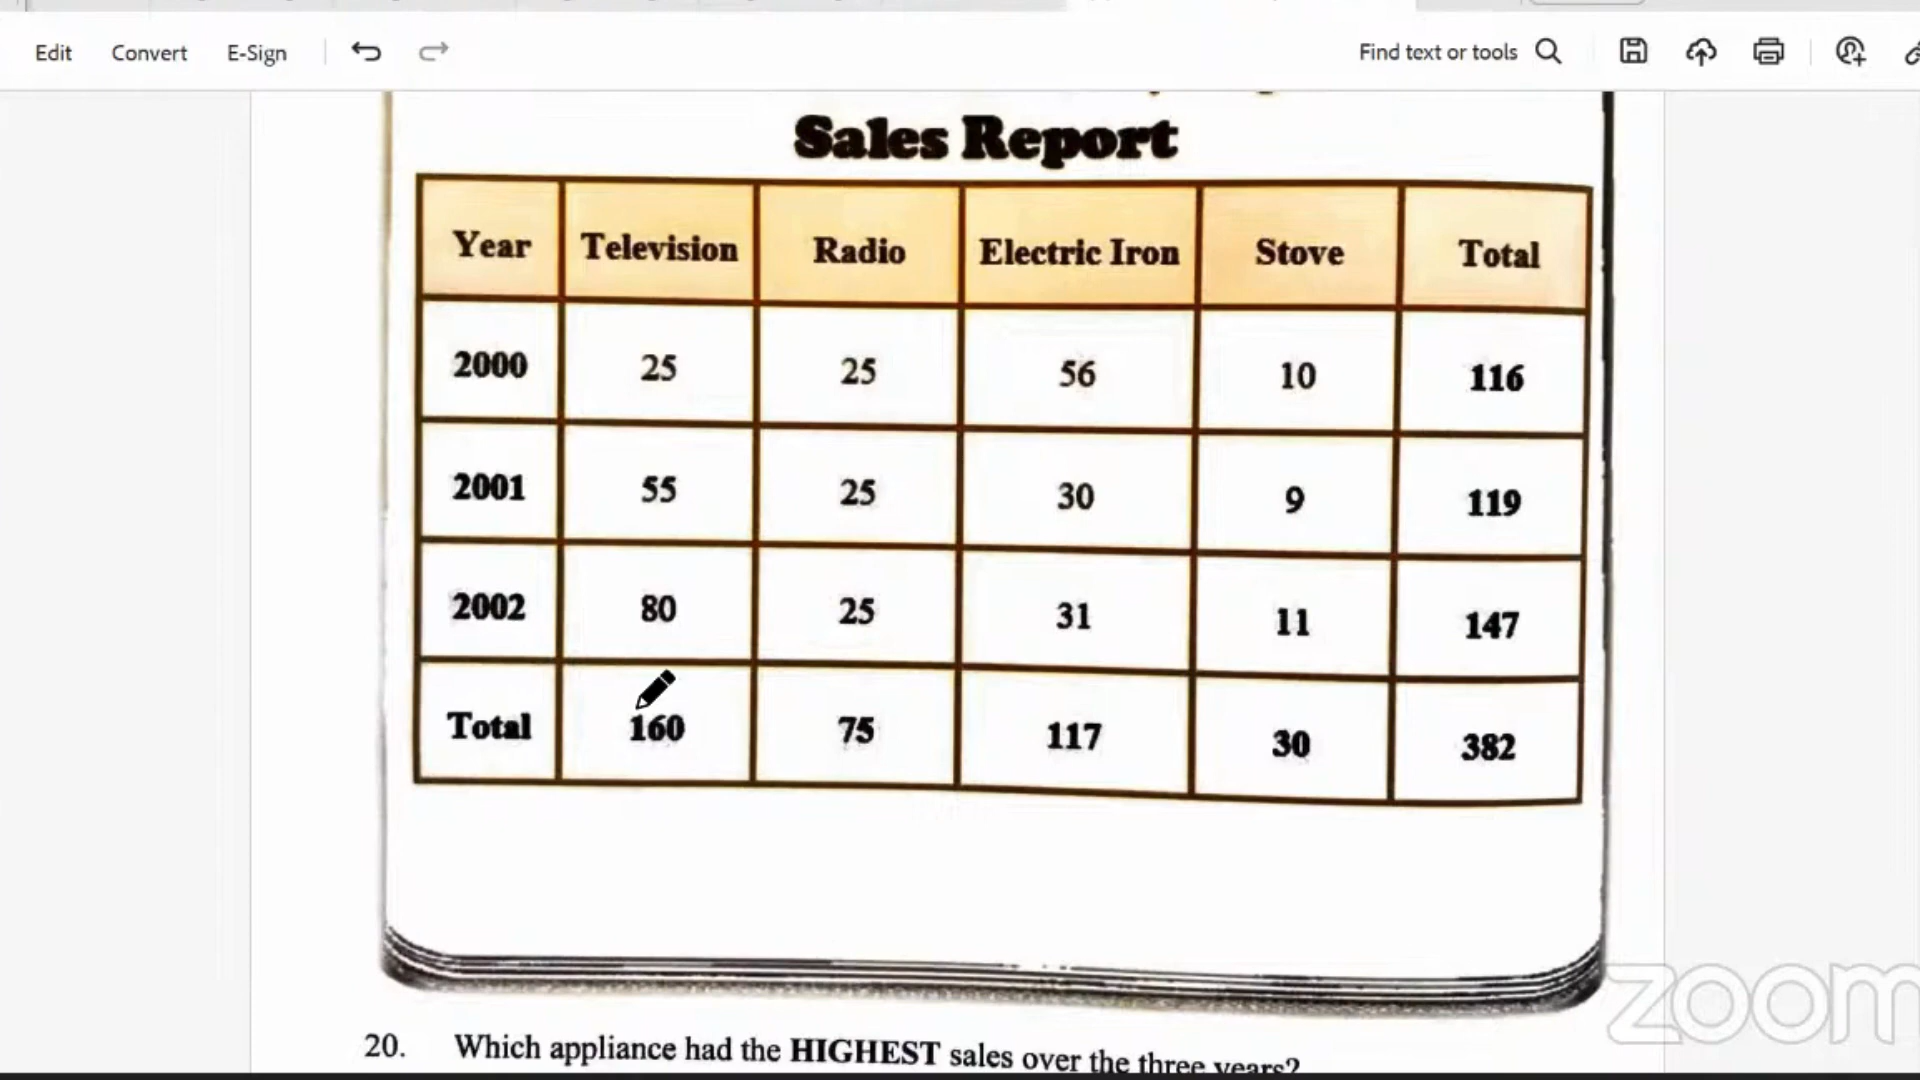 Edit Convert E-Sign Find text or tools
Sales Report
Year Television Radio Electric Iron Stove Total
2000 25 25 56 10 116
2001 55 25 30 9 119
2002 80 25 31 11 147
Total 160 75 117 30 382
zoom
20. Which appliance had the HIGHEST sales over the three years?